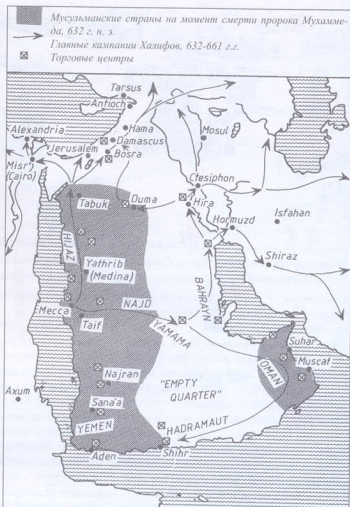 Мусульманские страны на момент смерти пророка Мухамме-
да, 632 г. н. э.
Главные кампании Халифов, 632-661 г.г.
Торговые центры
Tarsus
Antioch
Alexandria
Hama
Mosul
Jerusalem
Damascus
Bosra
Misr
(Cairo)
Ctesiphon
Tabuk
Duma
Hira
Isfahan
Hormuzd
HIJAZ
Shiraz
Yathrib
(Medina)
BAHRAYN
NAJD
Mecca
Taif
YAMAMA
Suhar
Muscat
OMAN
Najran
"EMPTY
QUARTER"
Axum
Sana'a
HADRAMAUT
YEMEN
Aden
Shihr